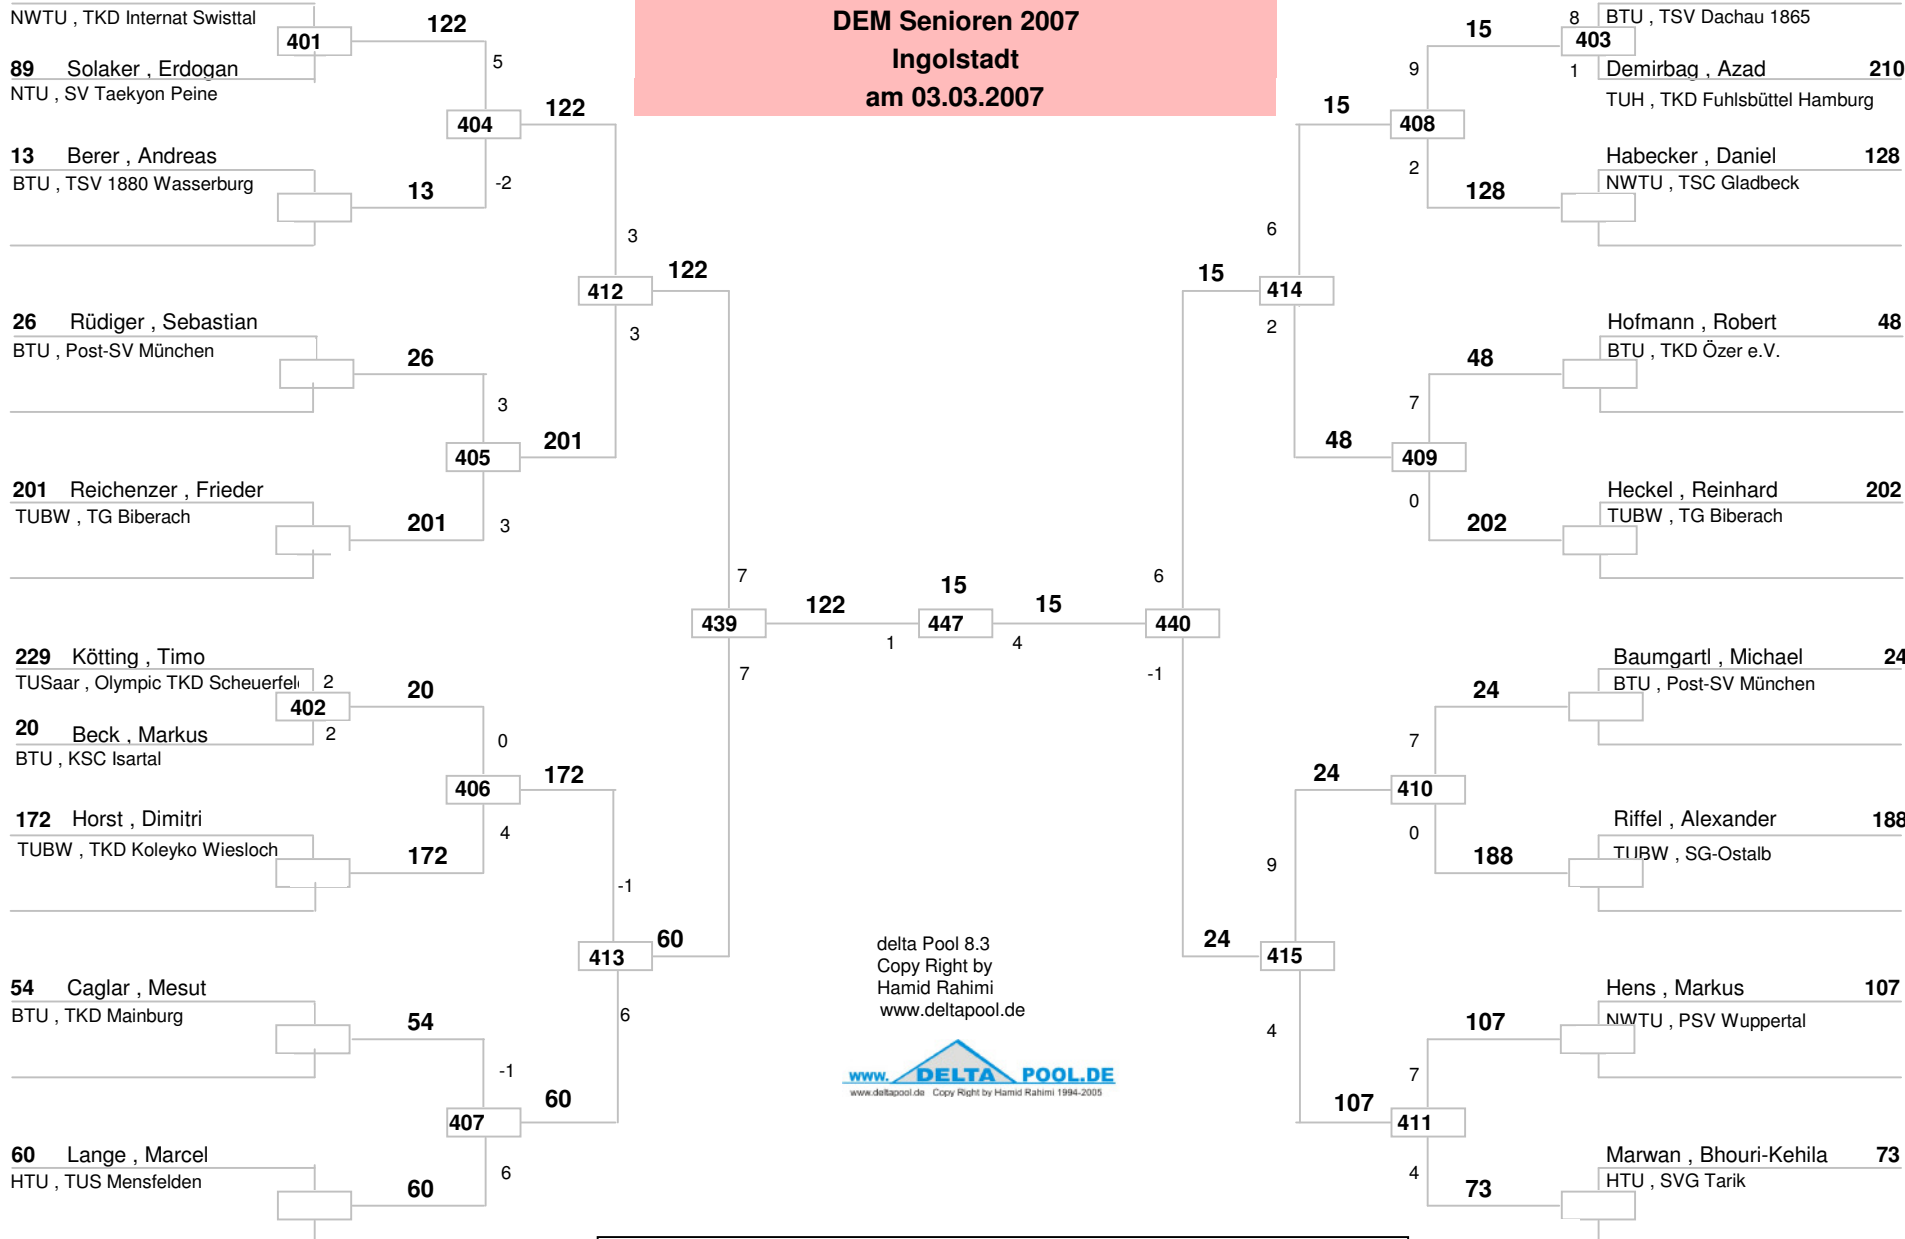 DEM Senioren 2007
Ingolstadt
am 03.03.2007
NWTU , TKD Internat Swisttal
401
122
5
89 Solaker , Erdogan
NTU , SV Taekyon Peine
404
122
13 Berer , Andreas
BTU , TSV 1880 Wasserburg
13
-2
3
412
122
3
26 Rüdiger , Sebastian
BTU , Post-SV München
26
3
405
201
201 Reichenzer , Frieder
TUBW , TG Biberach
201
3
7
439
122
7
229 Kötting , Timo
TUSaar , Olympic TKD Scheuerfel
2
402
20
20 Beck , Markus
2
BTU , KSC Isartal
0
406
172
172 Horst , Dimitri
TUBW , TKD Koleyko Wiesloch
172
4
-1
413
60
6
54 Caglar , Mesut
BTU , TKD Mainburg
54
-1
407
60
60 Lange , Marcel
HTU , TUS Mensfelden
60
6
15
447
1
4
15
440
6
-1
8
BTU , TSV Dachau 1865
15
403
9
1
Demirbag , Azad 210
TUH , TKD Fuhlsbüttel Hamburg
15
408
Habecker , Daniel 128
NWTU , TSC Gladbeck
2
128
6
15
414
2
Hofmann , Robert 48
BTU , TKD Özer e.V.
48
7
48
409
Heckel , Reinhard 202
TUBW , TG Biberach
0
202
Baumgartl , Michael 24
BTU , Post-SV München
24
7
24
410
Riffel , Alexander 188
TUBW , SG-Ostalb
0
188
9
24
415
4
Hens , Markus 107
NWTU , PSV Wuppertal
107
7
107
411
Marwan , Bhouri-Kehila 73
HTU , SVG Tarik
4
73
delta Pool 8.3
Copy Right by
Hamid Rahimi
www.deltapool.de
www. DELTA POOL.DE
www.deltapool.de Copy Right by Hamid Rahimi 1994-2005